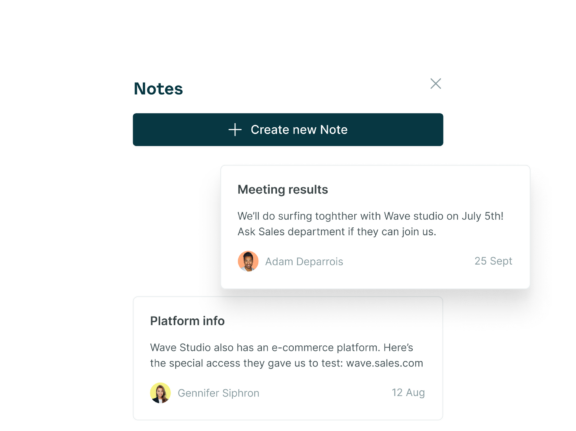 Notes
Create new Note
Meeting results
We'll do surfing toghther with Wave studio on July 5th!
Ask Sales department if they can join us.
Adam Deparrois
25 Sept
Platform info
Wave Studio also has an e-commerce platform. Here's
the special access they gave us to test: wave.sales.com
Gennifer Siphron
12 Aug